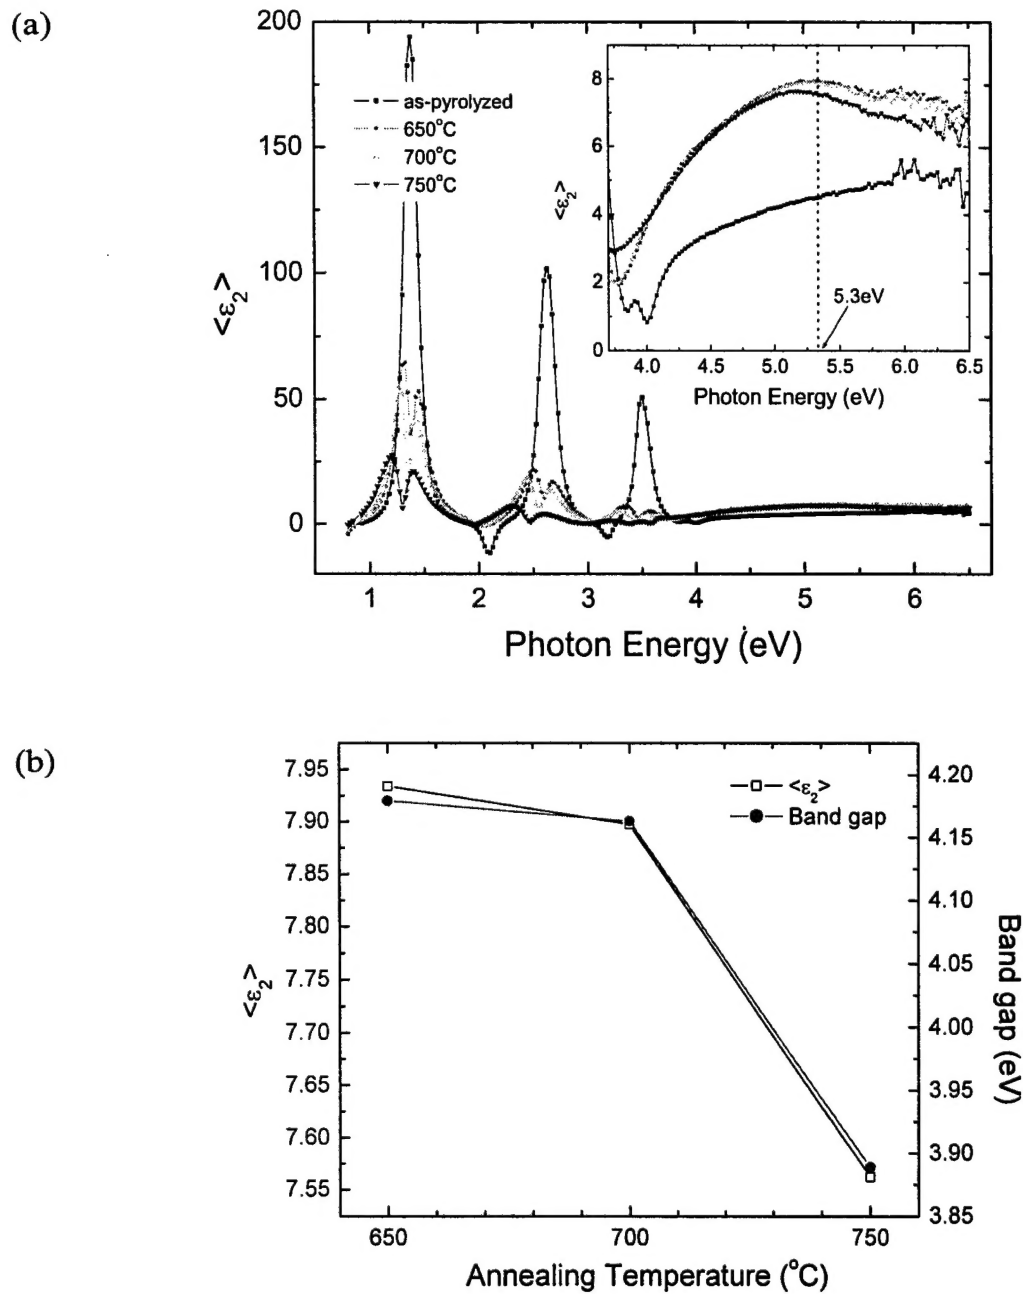 (a)
200
150
100
50
0
<ε₂>
as-pyrolyzed
650°C
700°C
750°C
1 2 3 4 5 6
Photon Energy (eV)
8
6
4
2
0
<ε₂>
5.3eV
4.0 4.5 5.0 5.5 6.0 6.5
Photon Energy (eV)
(b)
7.95
7.90
7.85
7.80
7.75
7.70
7.65
7.60
7.55
<ε₂>
<ε₂>
Band gap
4.20
4.15
4.10
4.05
4.00
3.95
3.90
3.85
Band gap (eV)
650 700 750
Annealing Temperature (°C)